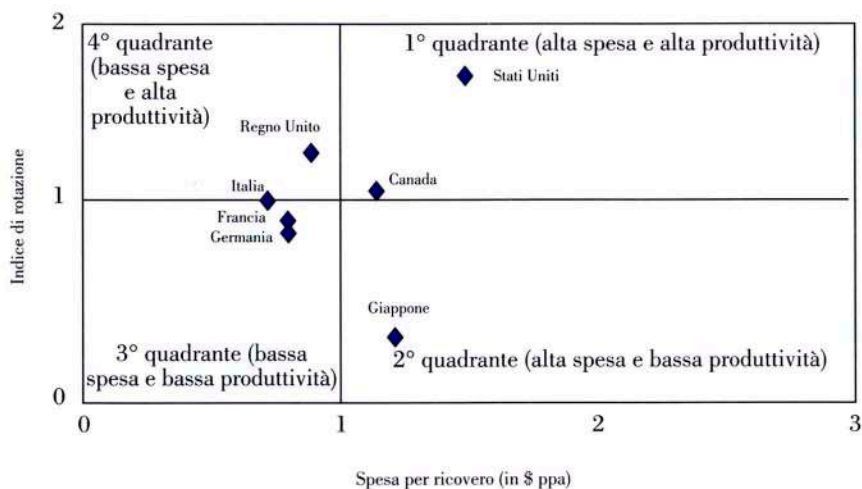 2
4° quadrante
(bassa spesa
e alta
produttività)
1° quadrante (alta spesa e alta produttività)
Stati Uniti
Regno Unito
Indice di rotazione
Italia
Canada
1
Francia
Germania
Giappone
3° quadrante (bassa
spesa e bassa produttività)
2° quadrante (alta spesa e bassa produttività)
0
0 1 2 3
Spesa per ricovero (in $ ppa)